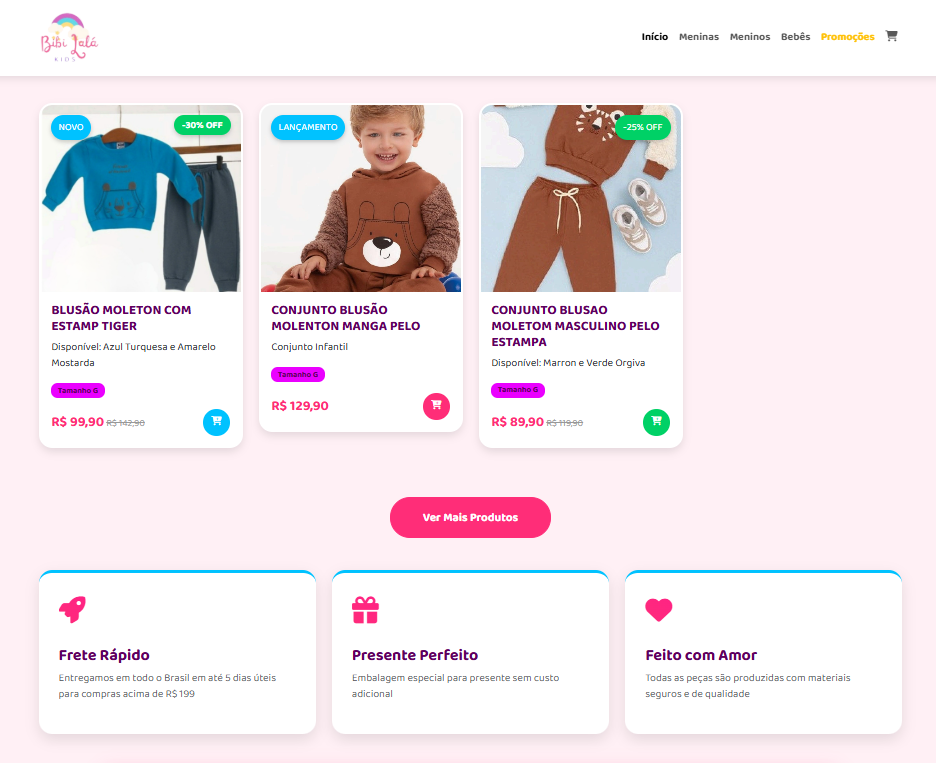 Bibi Lalá
KIDS
Início Meninas Meninos Bebês Promoções
NOVO
-30% OFF
BLUSÃO MOLETON COM
ESTAMP TIGER
Disponível: Azul Turquesa e Amarelo
Mostarda
Tamanho G
R$ 99,90 R$ 142,90
LANÇAMENTO
CONJUNTO BLUSÃO
MOLENTON MANGA PELO
Conjunto Infantil
Tamanho G
R$ 129,90
-25% OFF
CONJUNTO BLUSAO
MOLETOM MASCULINO PELO
ESTAMPA
Disponível: Marron e Verde Orgiva
Tamanho G
R$ 89,90 R$ 119,90
Ver Mais Produtos
Frete Rápido
Entregamos em todo o Brasil em até 5 dias úteis
para compras acima de R$ 199
Presente Perfeito
Embalagem especial para presente sem custo
adicional
Feito com Amor
Todas as peças são produzidas com materiais
seguros e de qualidade